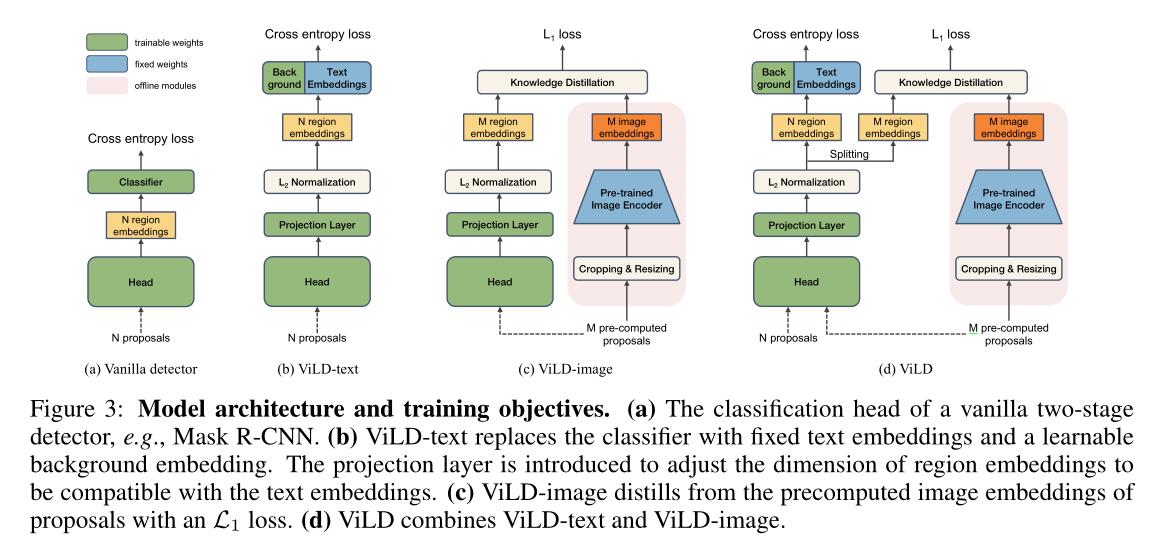 trainable weights
fixed weights
offline modules
Cross entropy loss
Classifier
N region
embeddings
Head
N proposals
(a) Vanilla detector
Cross entropy loss
Back
ground
Text
Embeddings
N region
embeddings
L2 Normalization
Projection Layer
Head
N proposals
(b) ViLD-text
L1 loss
Knowledge Distillation
M region
embeddings
M image
embeddings
L2 Normalization
Pre-trained
Image Encoder
Projection Layer
Head
Cropping & Resizing
M pre-computed
proposals
(c) ViLD-image
Cross entropy loss
L1 loss
Back
ground
Text
Embeddings
Knowledge Distillation
N region
embeddings
M region
embeddings
M image
embeddings
Splitting
L2 Normalization
Pre-trained
Image Encoder
Projection Layer
Head
Cropping & Resizing
N proposals
M pre-computed
proposals
(d) ViLD
Figure 3: Model architecture and training objectives. (a) The classification head of a vanilla two-stage
detector, e.g., Mask R-CNN. (b) ViLD-text replaces the classifier with fixed text embeddings and a learnable
background embedding. The projection layer is introduced to adjust the dimension of region embeddings to
be compatible with the text embeddings. (c) ViLD-image distills from the precomputed image embeddings of
proposals with an L1 loss. (d) ViLD combines ViLD-text and ViLD-image.